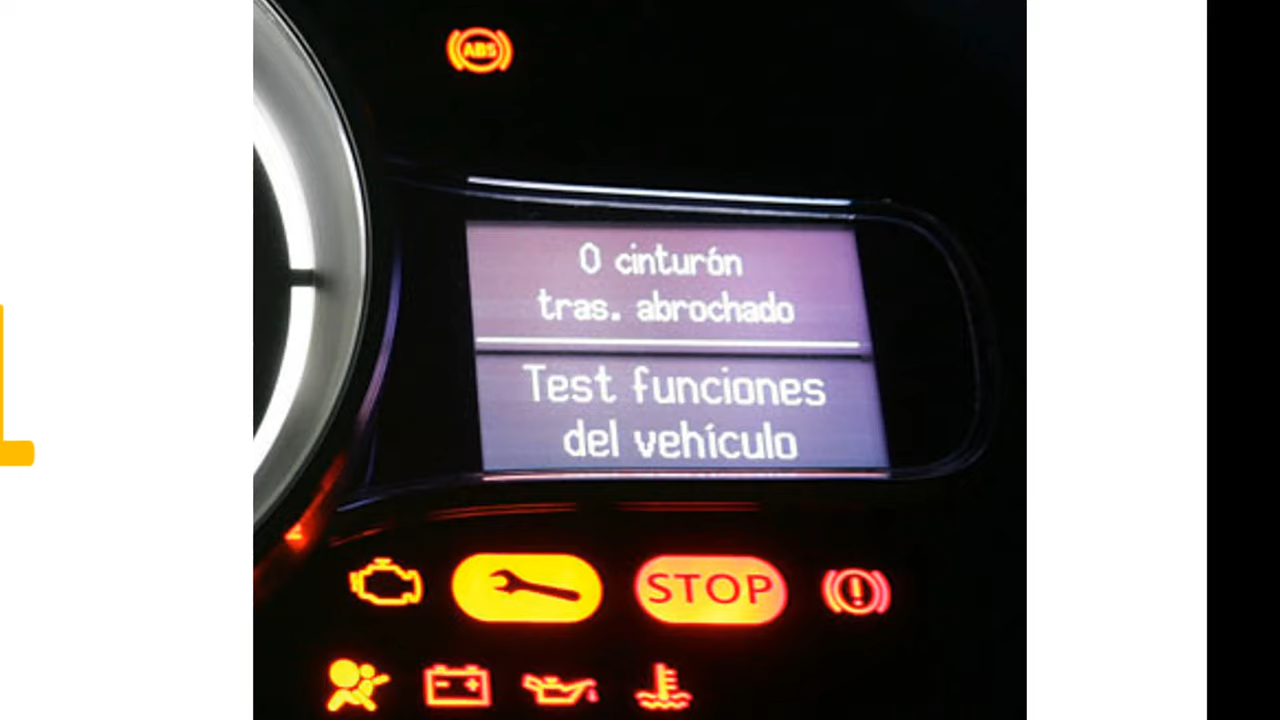 ABS
0 cinturón
tras. abrochado
Test funciones
del vehículo
STOP